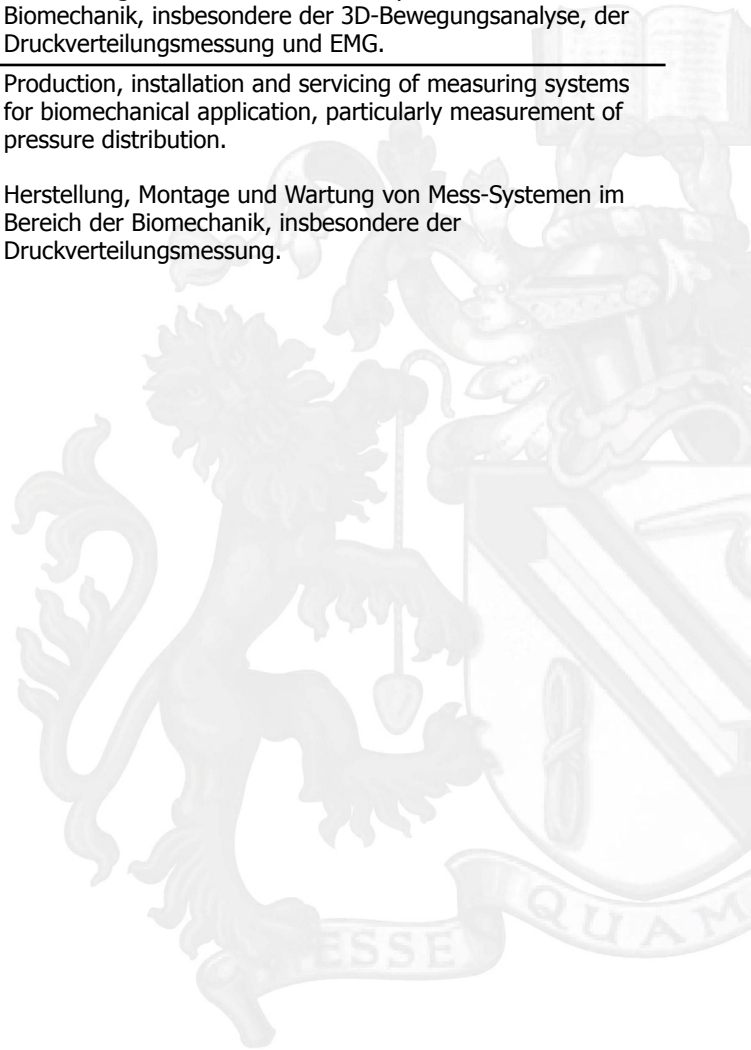 Biomechanik, insbesondere der 3D-Bewegungsanalyse, der
Druckverteilungsmessung und EMG.
Production, installation and servicing of measuring systems
for biomechanical application, particularly measurement of
pressure distribution.
Herstellung, Montage und Wartung von Mess-Systemen im
Bereich der Biomechanik, insbesondere der
Druckverteilungsmessung.
ESSE QUAM